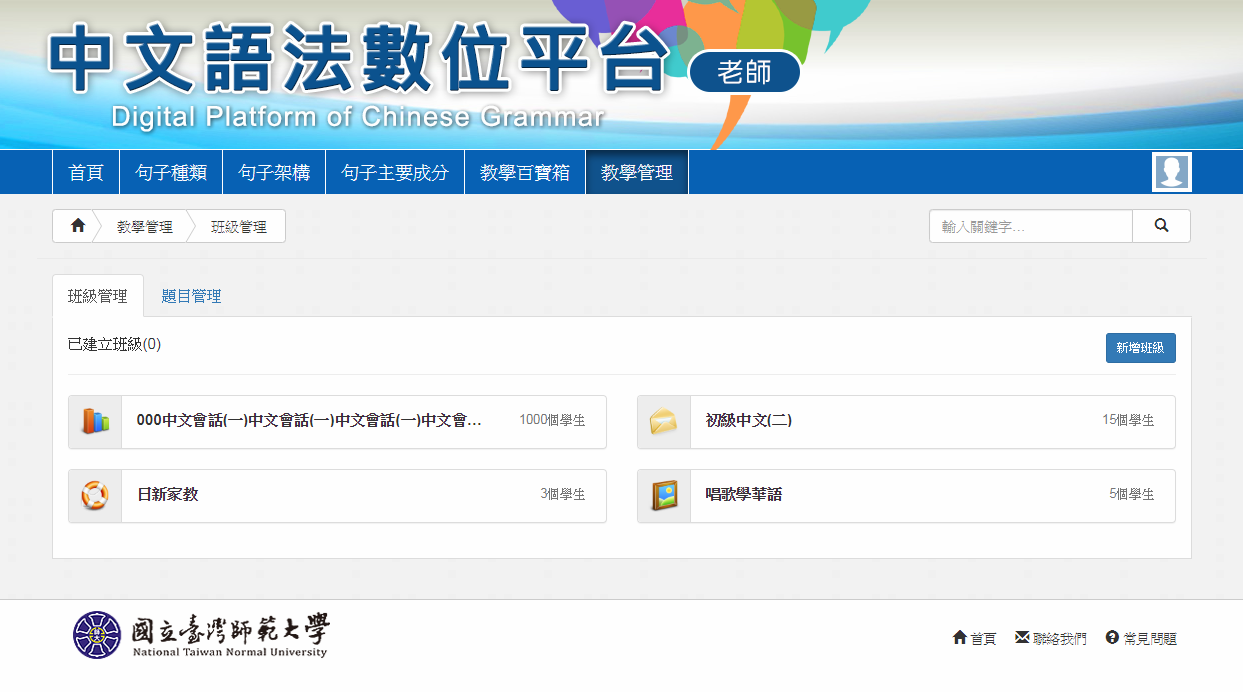 中文語法數位平台 老師
Digital Platform of Chinese Grammar
首頁 句子種類 句子架構 句子主要成分 教學百寶箱 教學管理
教學管理 班級管理 輸入關鍵字...
班級管理 題目管理
已建立班級(0) 新增班級
000中文會話(一)中文會話(一)中文會話(一)中文會... 1000個學生
初級中文(二) 15個學生
日新家教 3個學生
唱歌學華語 5個學生
國立臺灣師範大學
National Taiwan Normal University
首頁 聯絡我們 常見問題